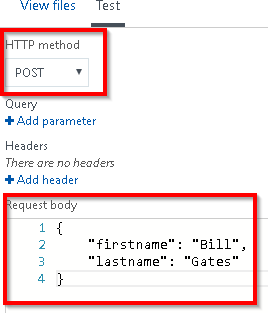 View files Test
HTTP method
POST
Query
+ Add parameter
Headers
There are no headers
+ Add header
Request body
1 {
2 "firstname": "Bill",
3 "lastname": "Gates"
4 }